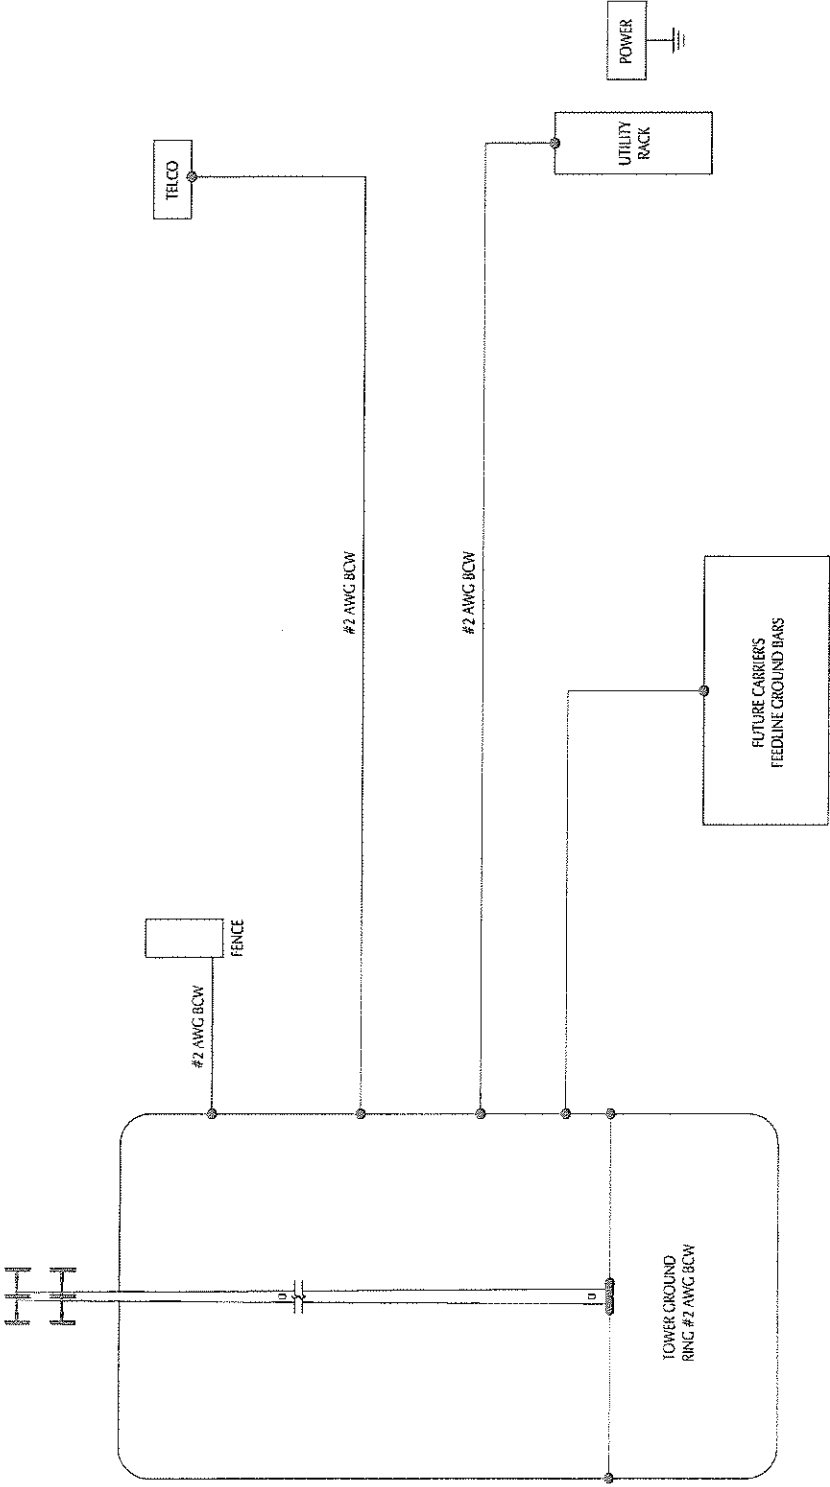 POWER
TELCO
UTILITY
RACK
#2 AWG BCW
#2 AWG BCW
FUTURE CARRIER'S
FEEDLINE GROUND BARS
FENCE
#2 AWG BCW
TOWER GROUND
RING #2 AWG BCW